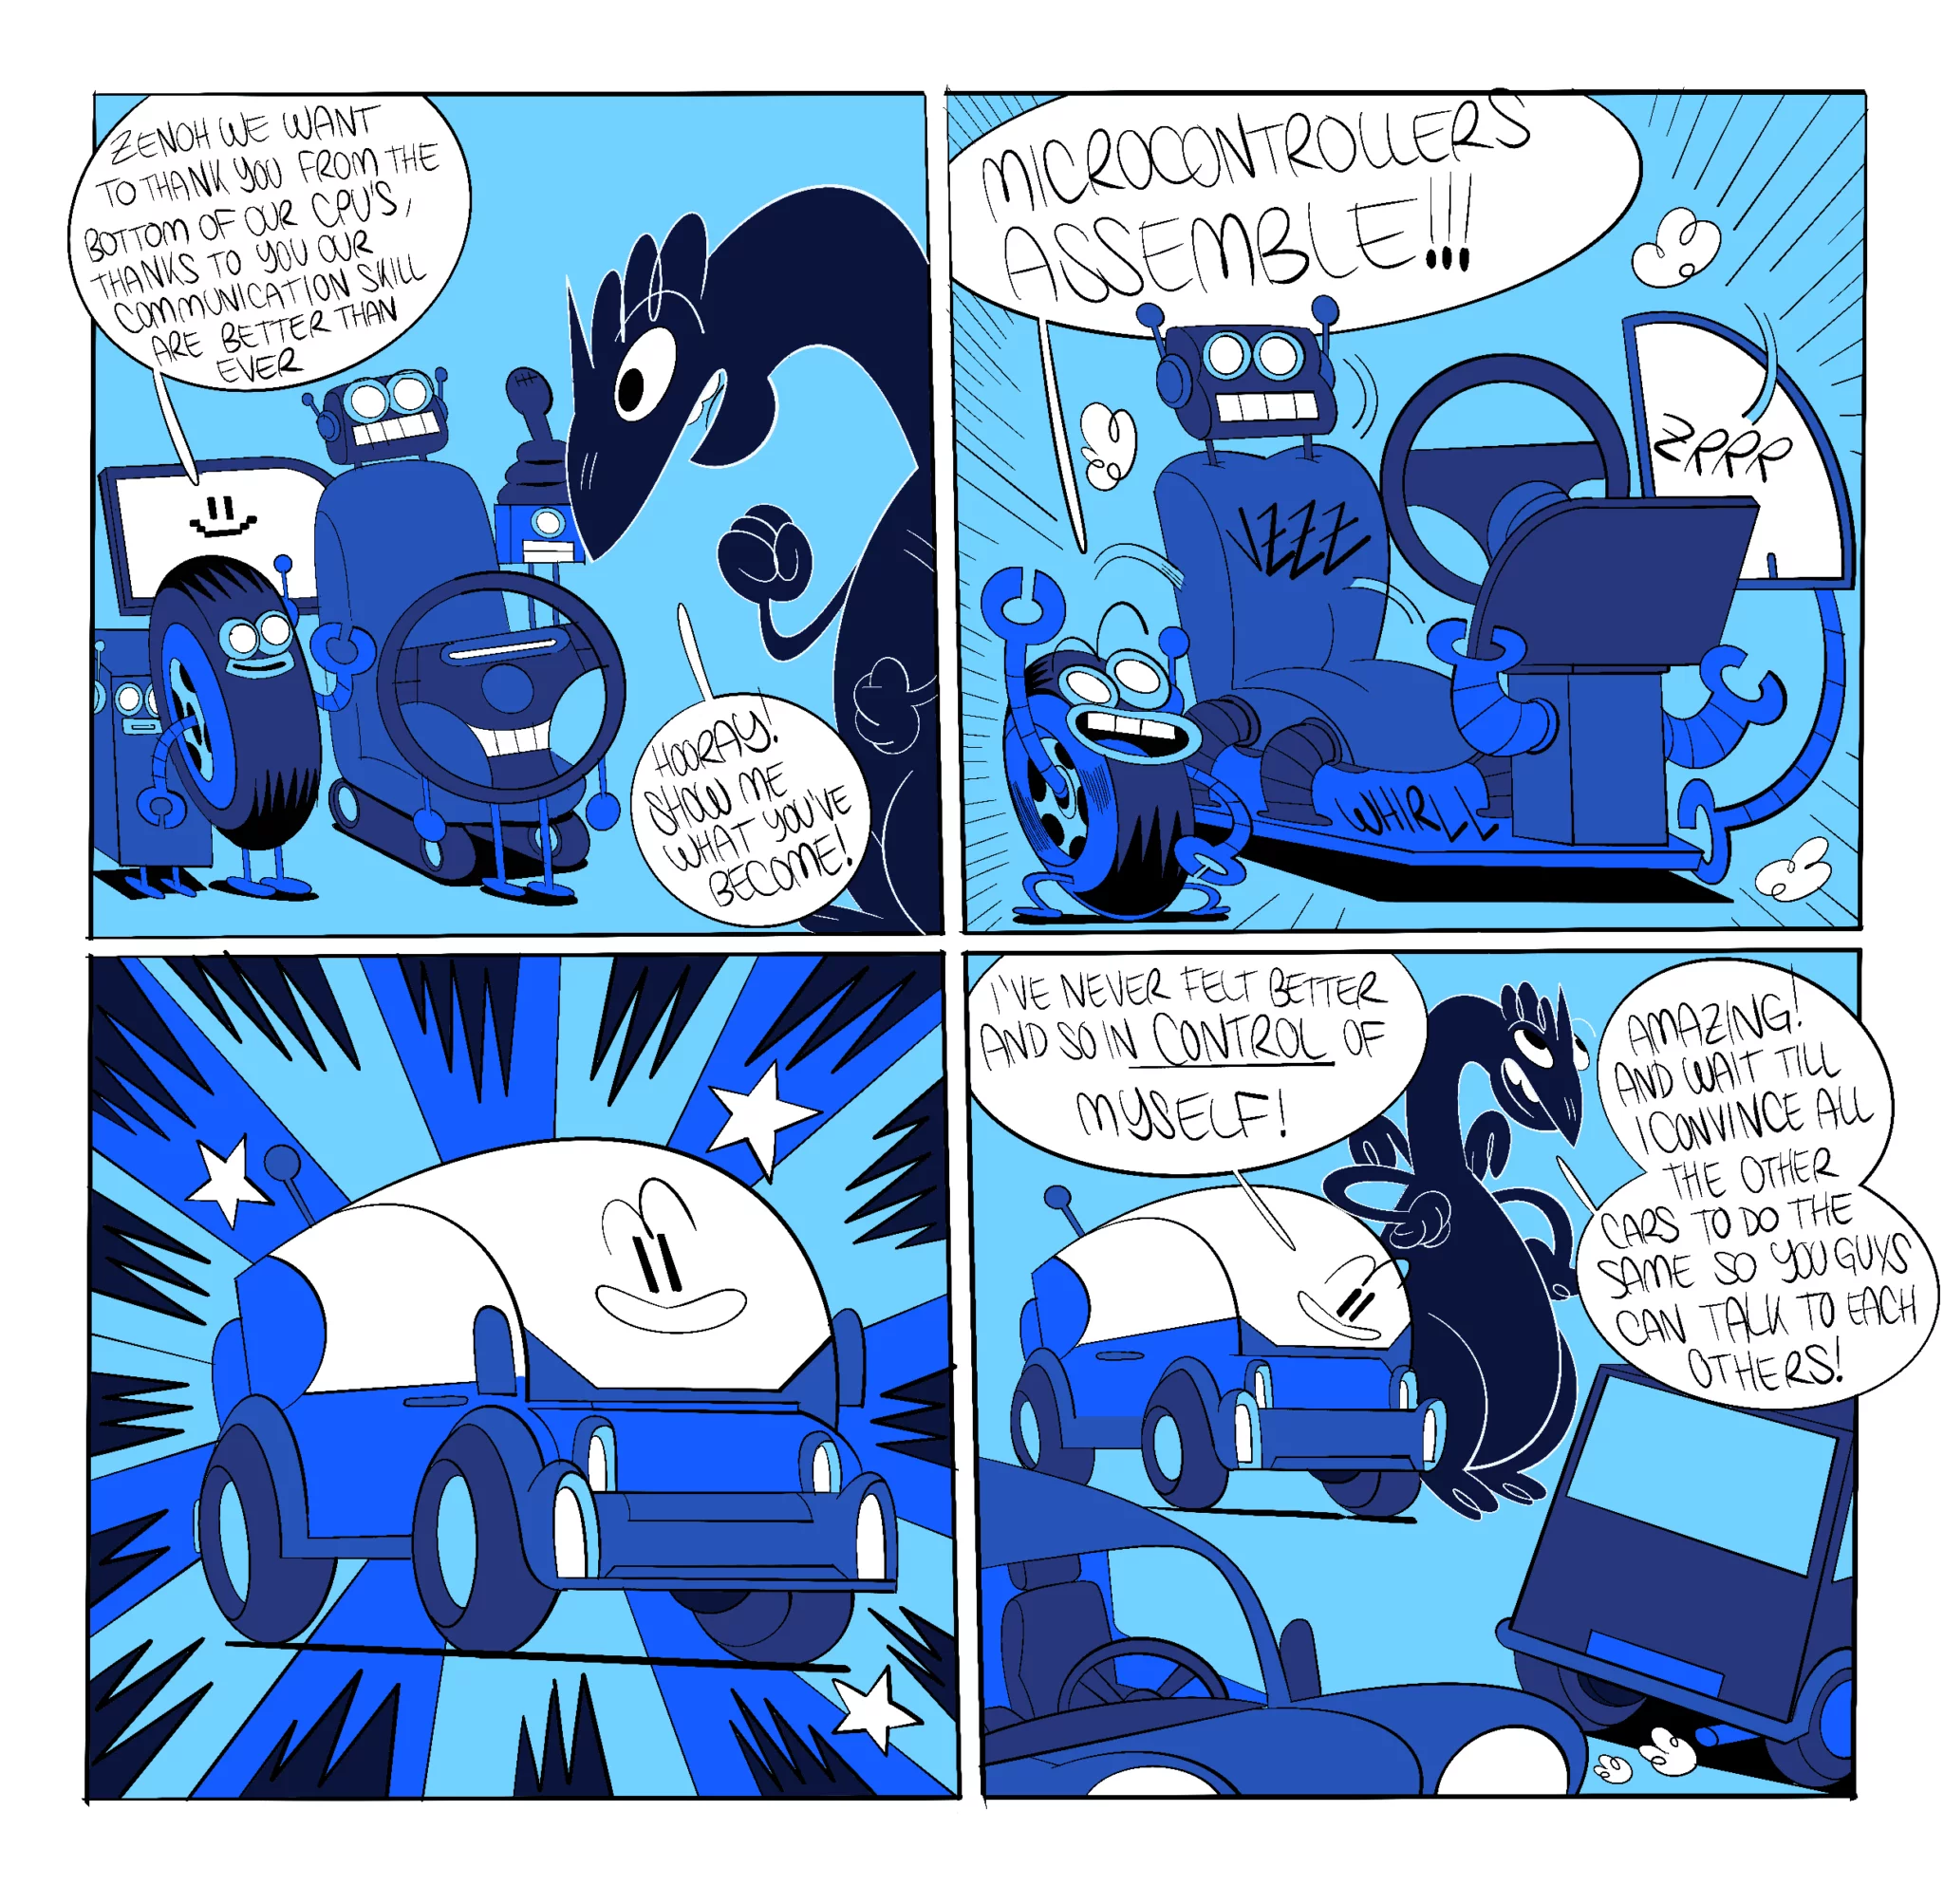 ZENOH WE WANT
TO THANK YOU FROM THE
BOTTOM OF OUR CPU'S,
THANKS TO YOU OUR
COMMUNICATION SKILL
ARE BETTER THAN
EVER
HOORAY!
SHOW ME
WHAT YOU'VE
BECOME!
MICROCONTROLLERS
ASSEMBLE!!!
ZRRR
VZZZ
WHIRLL
I'VE NEVER FELT BETTER
AND SO IN CONTROL OF
MYSELF!
AMAZING!
AND WAIT TILL
I CONVINCE ALL
THE OTHER
CARS TO DO THE
SAME SO YOU GUYS
CAN TALK TO EACH
OTHERS!